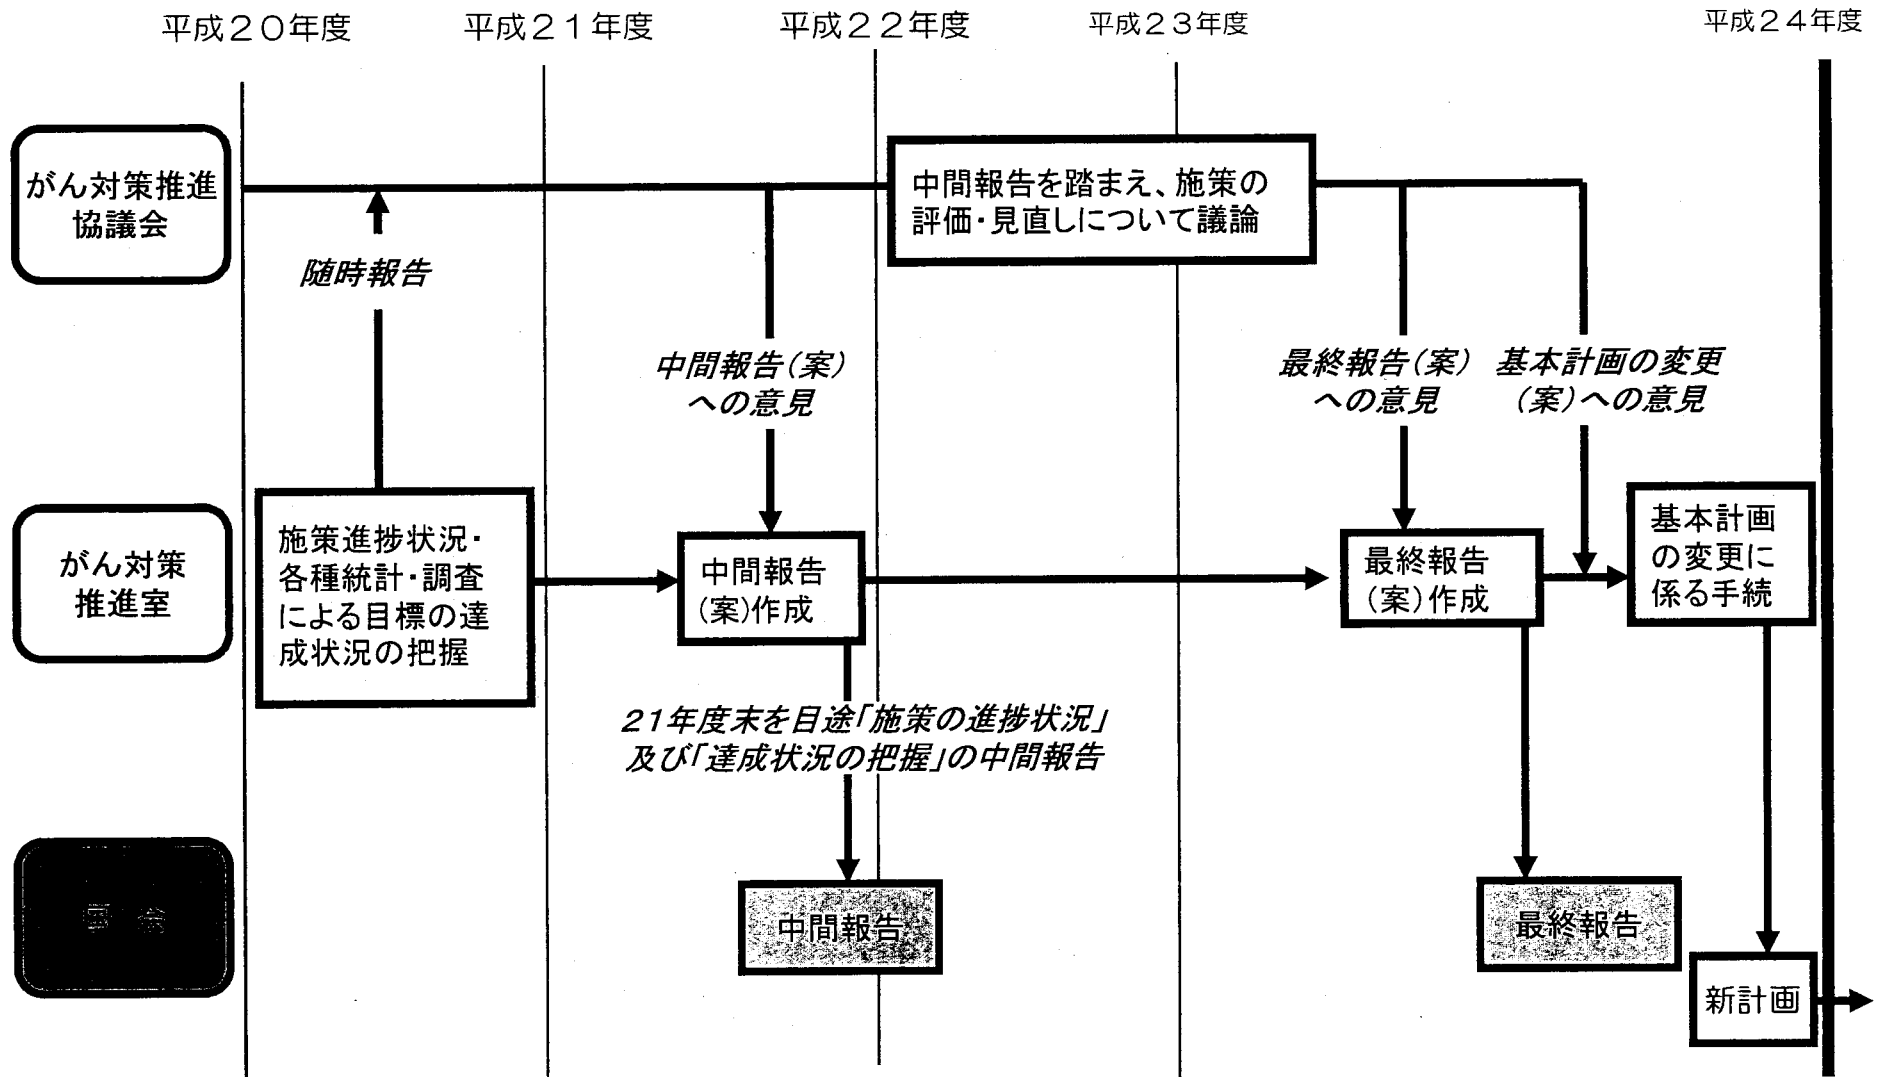 平成20年度
平成21年度
平成22年度
平成23年度
平成24年度
がん対策推進
協議会
中間報告を踏まえ、施策の
評価・見直しについて議論
随時報告
中間報告(案)
への意見
最終報告(案)
への意見
基本計画の変更
(案)への意見
がん対策
推進室
施策進捗状況・
各種統計・調査
による目標の達
成状況の把握
中間報告
(案)作成
最終報告
(案)作成
基本計画
の変更に
係る手続
21年度末を目途「施策の進捗状況」
及び「達成状況の把握」の中間報告
中間報告
最終報告
新計画